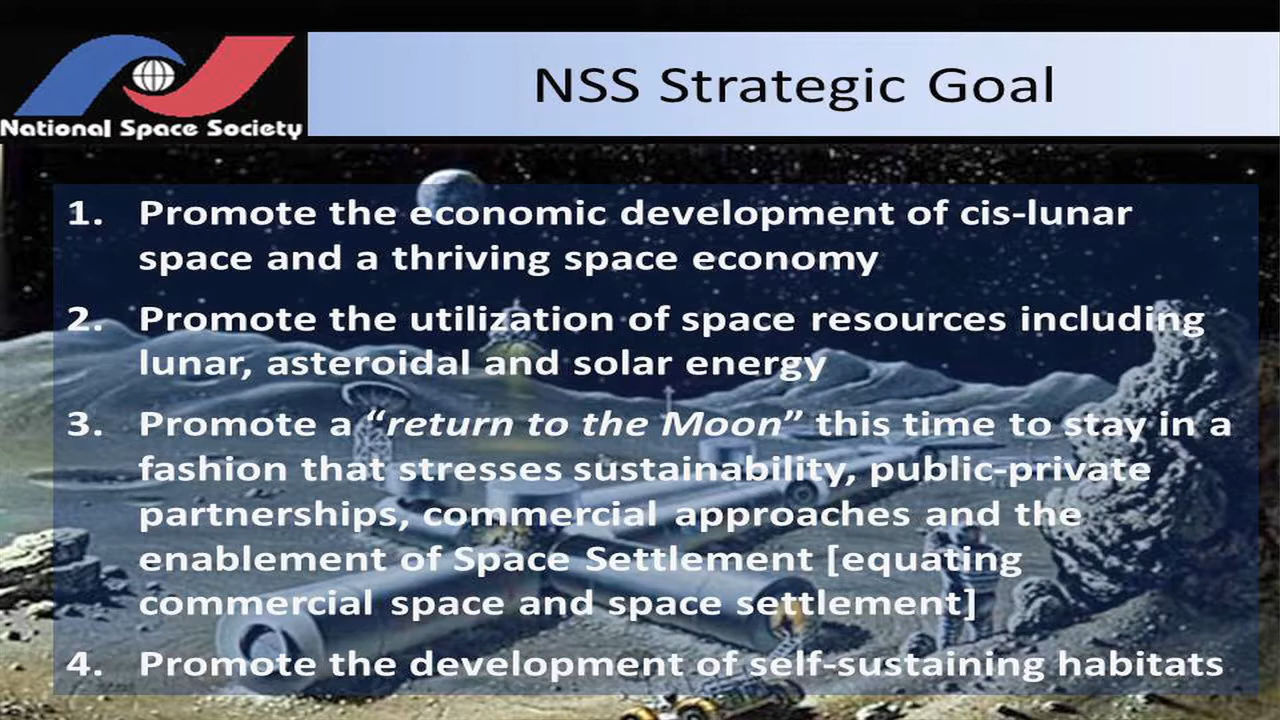 National Space Society
NSS Strategic Goal
1. Promote the economic development of cis-lunar
space and a thriving space economy
2. Promote the utilization of space resources including
lunar, asteroidal and solar energy
3. Promote a “return to the Moon” this time to stay in a
fashion that stresses sustainability, public-private
partnerships, commercial approaches and the
enablement of Space Settlement [equating
commercial space and space settlement]
4. Promote the development of self-sustaining habitats